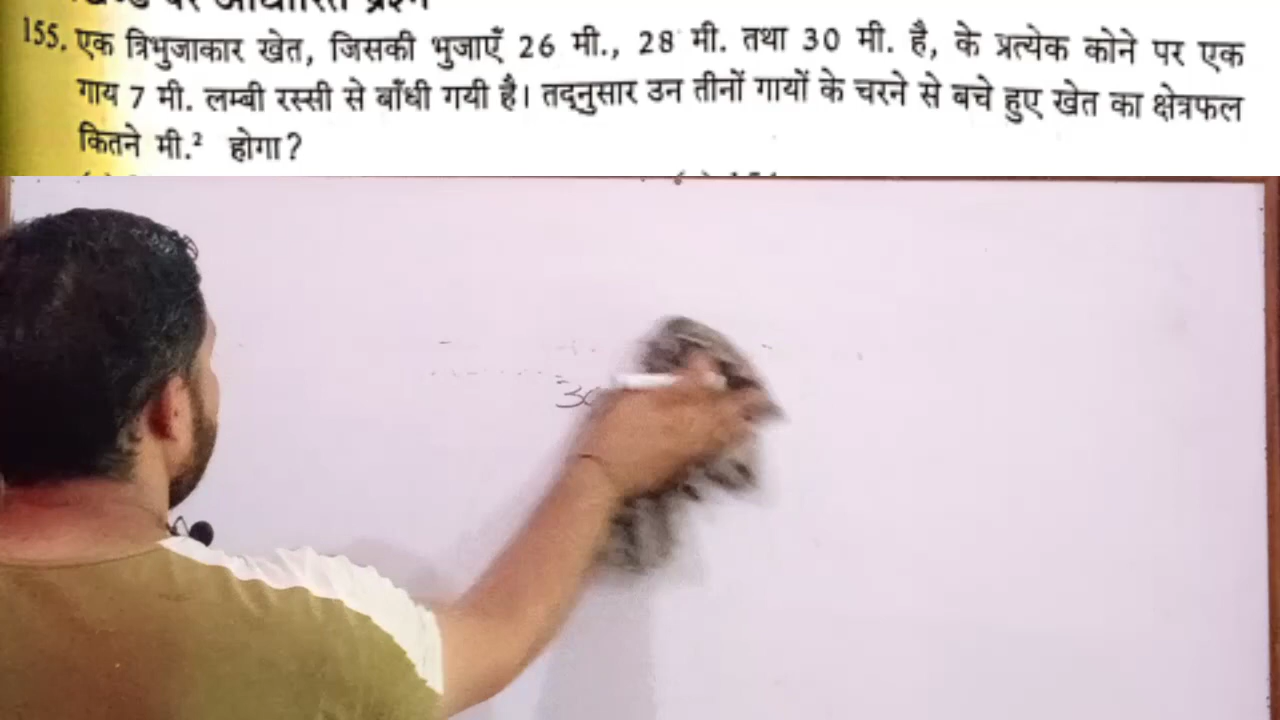 155. एक त्रिभुजाकार खेत, जिसकी भुजाएँ 26 मी., 28 मी. तथा 30 मी. है, के प्रत्येक कोने पर एक
गाय 7 मी. लम्बी रस्सी से बाँधी गयी है। तद्नुसार उन तीनों गायों के चरने से बचे हुए खेत का क्षेत्रफल
कितने मी.² होगा?